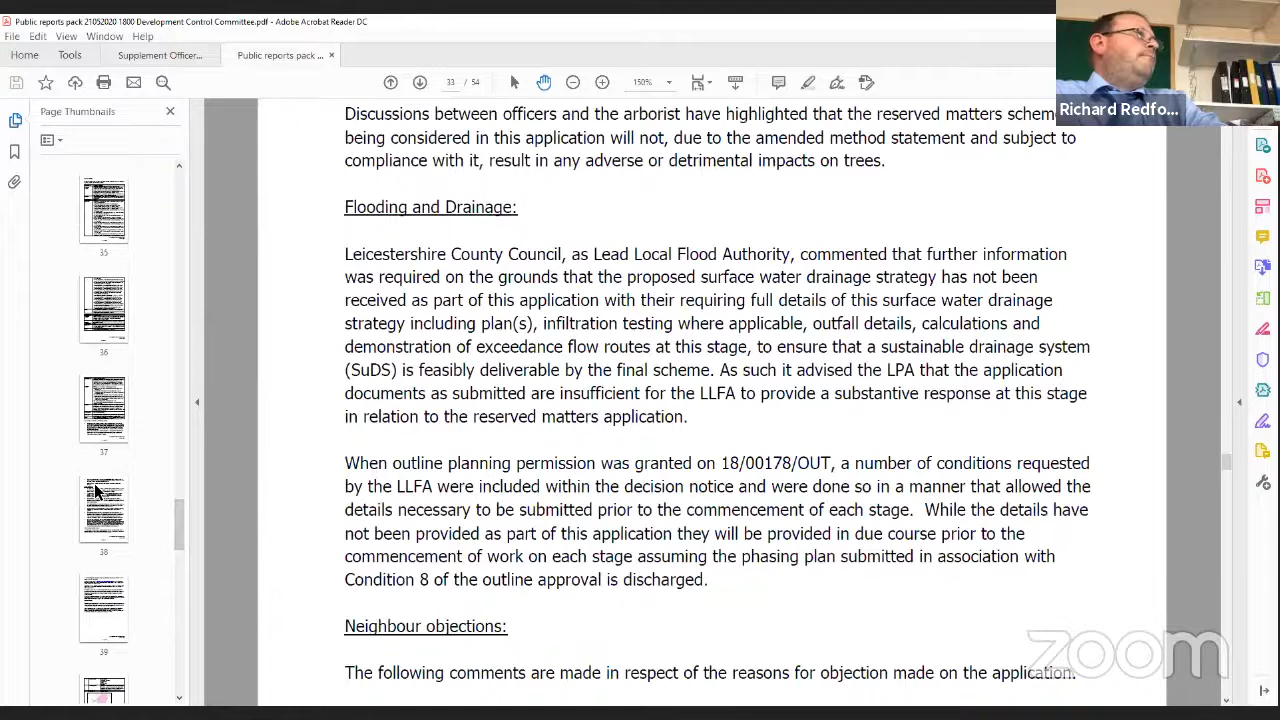 Public reports pack 21052020 1800 Development Control Committee.pdf - Adobe Acrobat Reader DC
File Edit View Window Help
Home Tools Supplement Officer... Public reports pack ... ×
33 / 54 150%
Richard Redfo...
Page Thumbnails ×
35
36
37
38
39
Discussions between officers and the arborist have highlighted that the reserved matters schem
being considered in this application will not, due to the amended method statement and subject to
compliance with it, result in any adverse or detrimental impacts on trees.
Flooding and Drainage:
Leicestershire County Council, as Lead Local Flood Authority, commented that further information
was required on the grounds that the proposed surface water drainage strategy has not been
received as part of this application with their requiring full details of this surface water drainage
strategy including plan(s), infiltration testing where applicable, outfall details, calculations and
demonstration of exceedance flow routes at this stage, to ensure that a sustainable drainage system
(SuDS) is feasibly deliverable by the final scheme. As such it advised the LPA that the application
documents as submitted are insufficient for the LLFA to provide a substantive response at this stage
in relation to the reserved matters application.
When outline planning permission was granted on 18/00178/OUT, a number of conditions requested
by the LLFA were included within the decision notice and were done so in a manner that allowed the
details necessary to be submitted prior to the commencement of each stage. While the details have
not been provided as part of this application they will be provided in due course prior to the
commencement of work on each stage assuming the phasing plan submitted in association with
Condition 8 of the outline approval is discharged.
Neighbour objections:
The following comments are made in respect of the reasons for objection made on the application.
zoom